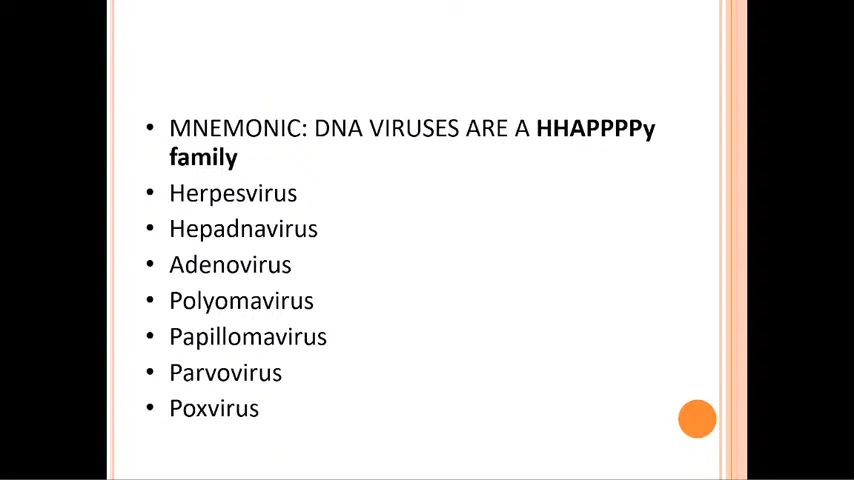 • MNEMONIC: DNA VIRUSES ARE A HHAPPPPy
family
• Herpesvirus
• Hepadnavirus
• Adenovirus
• Polyomavirus
• Papillomavirus
• Parvovirus
• Poxvirus